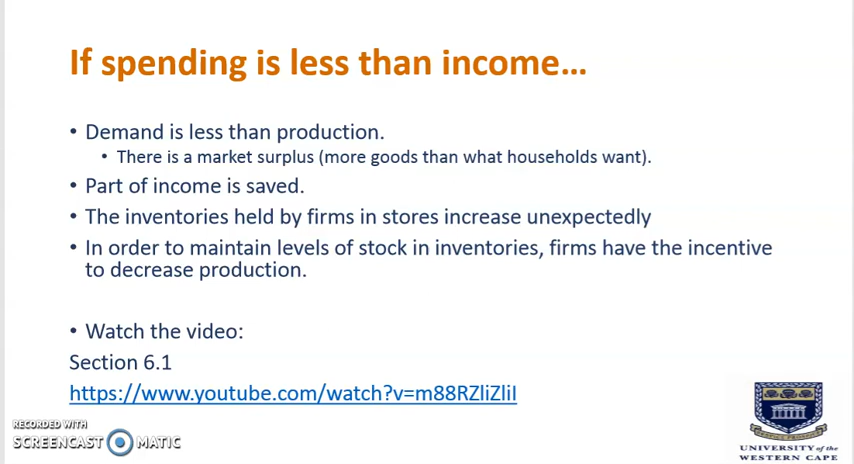 If spending is less than income…
• Demand is less than production.
• There is a market surplus (more goods than what households want).
• Part of income is saved.
• The inventories held by firms in stores increase unexpectedly
• In order to maintain levels of stock in inventories, firms have the incentive
to decrease production.
• Watch the video:
Section 6.1
https://www.youtube.com/watch?v=m88RZliZliI
RECORDED WITH
SCREENCAST MATIC
UNIVERSITY of the
WESTERN CAPE